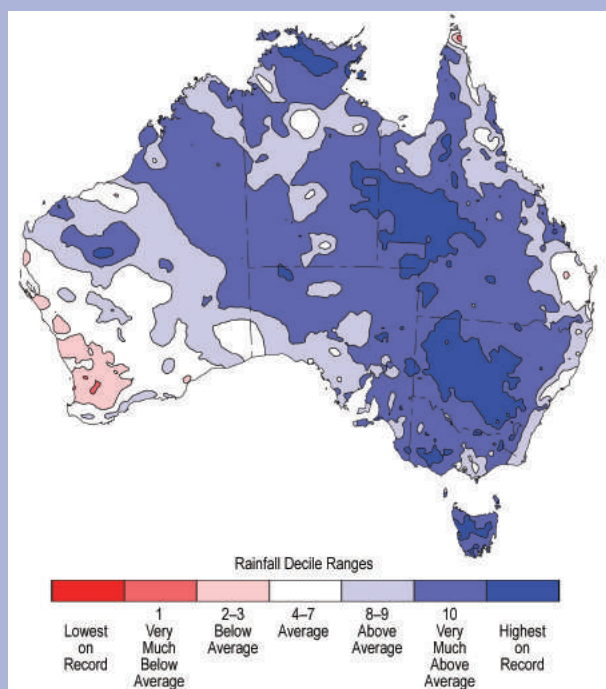 Rainfall Decile Ranges
Lowest
on
Record
1
Very
Much
Below
Average
2–3
Below
Average
4–7
Average
8–9
Above
Average
10
Very
Much
Above
Average
Highest
on
Record